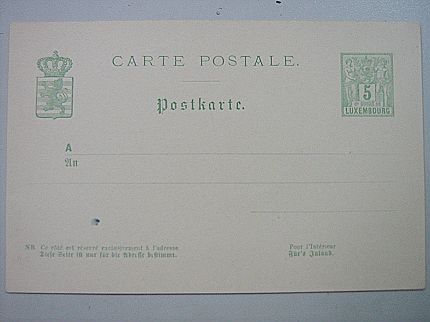 CARTE POSTALE.
Postkarte.
5
LUXEMBOURG
A
An
NB. Ce côté est réservé exclusivement à l'adresse
Diese Seite ist nur für die Adresse bestimmt.
Pour l'Intérieur
Für's Inland.